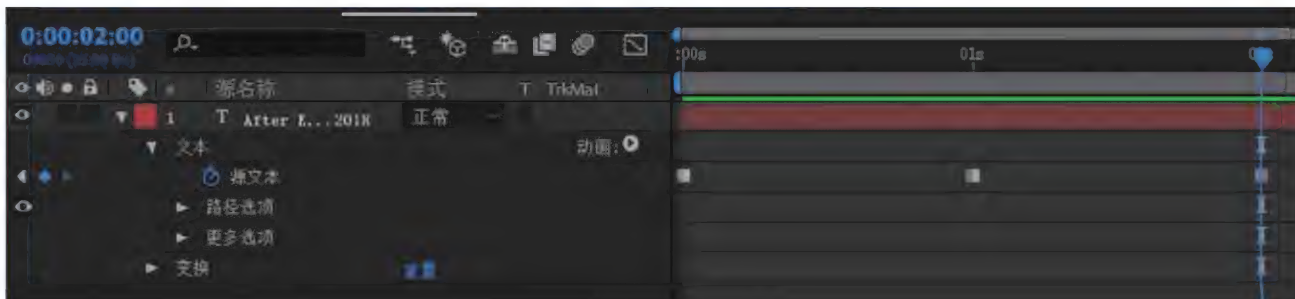 0:00:02:00
:00s 01s
源名称 模式 T TrkMat
1 T After E...2018 正常
文本 动画:
源文本
路径选项
更多选项
变换